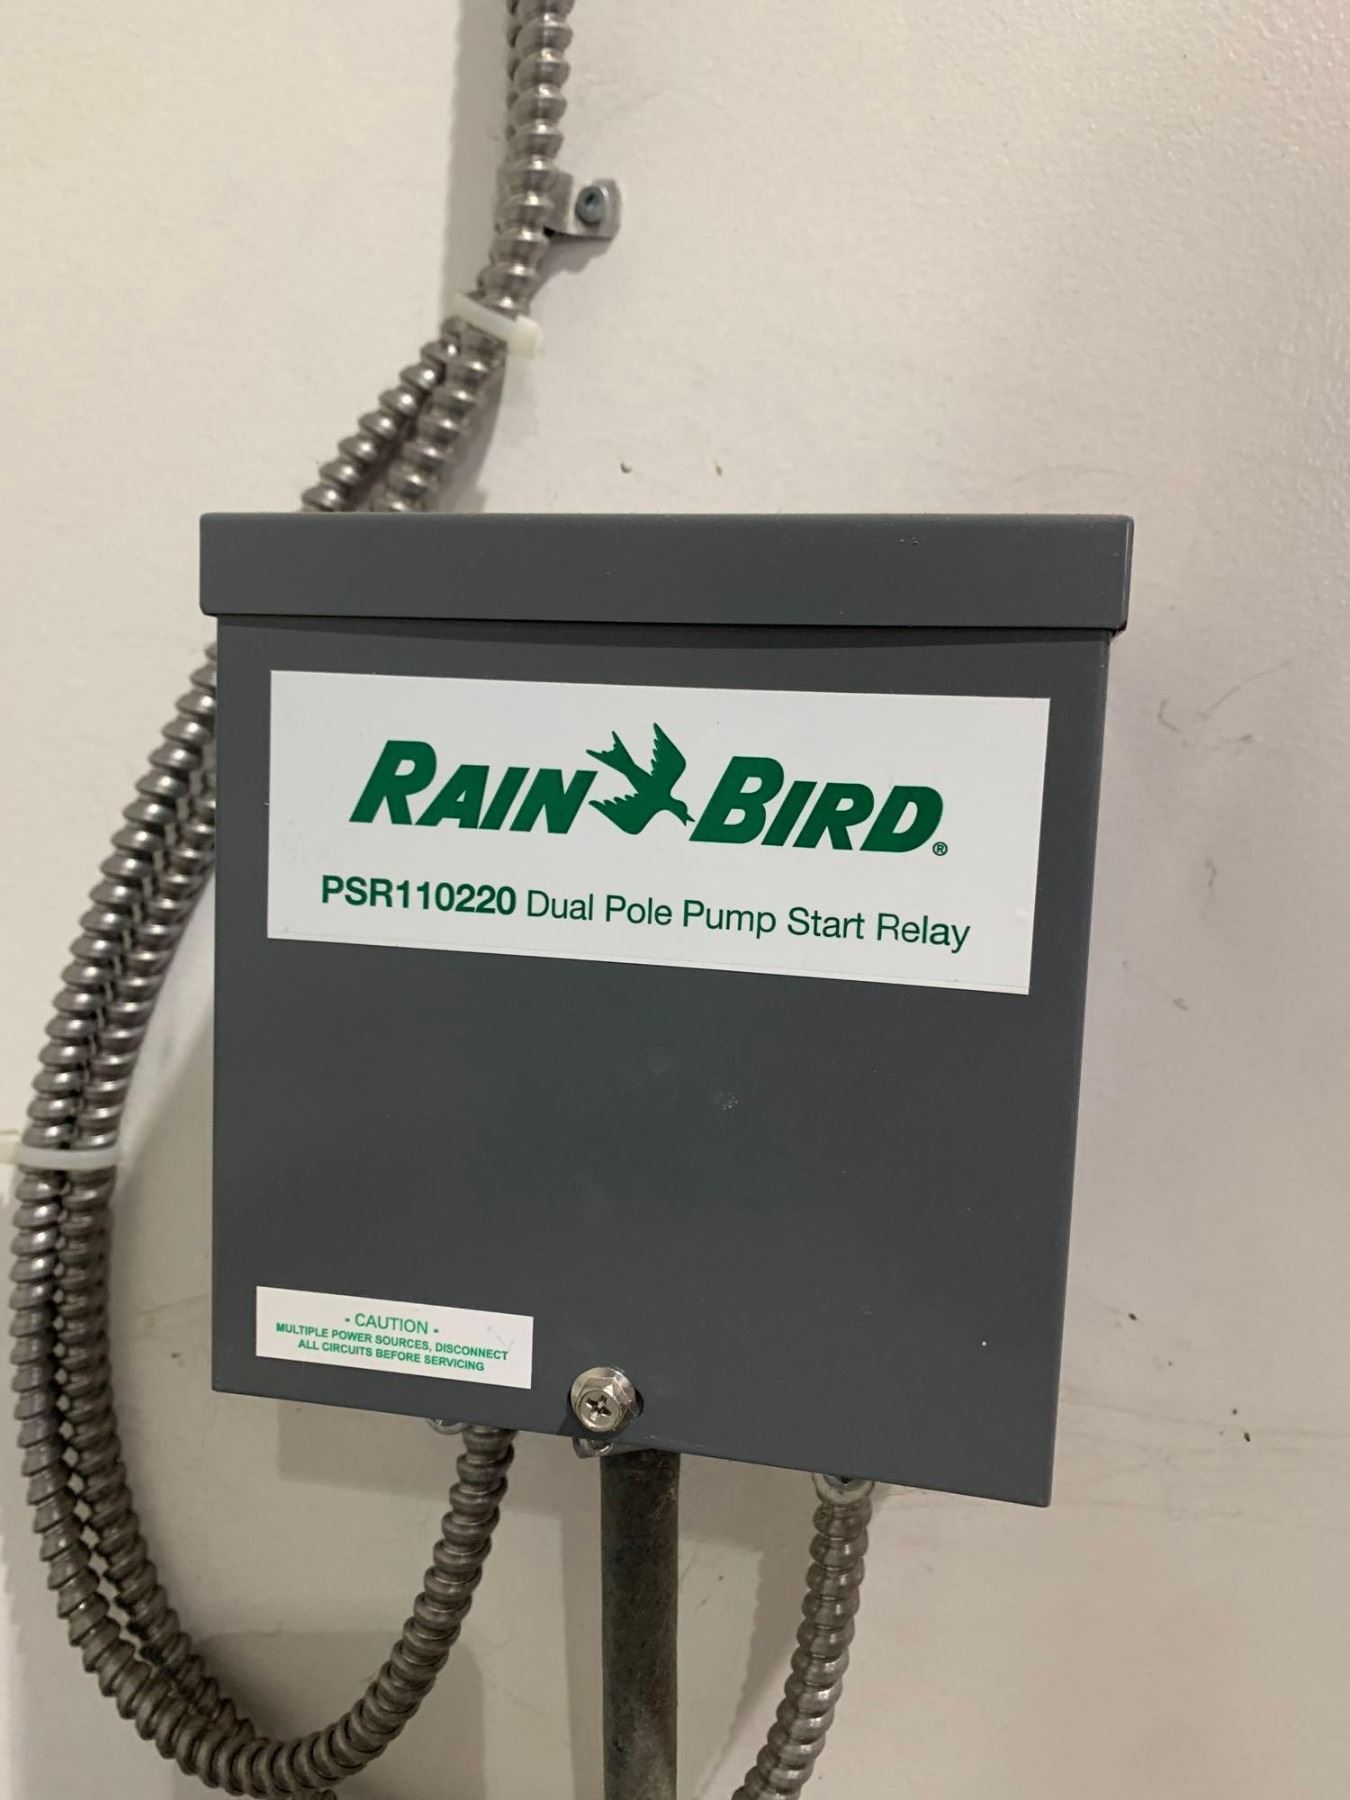 RAIN BIRD®
PSR110220 Dual Pole Pump Start Relay
- CAUTION -
MULTIPLE POWER SOURCES, DISCONNECT
ALL CIRCUITS BEFORE SERVICING